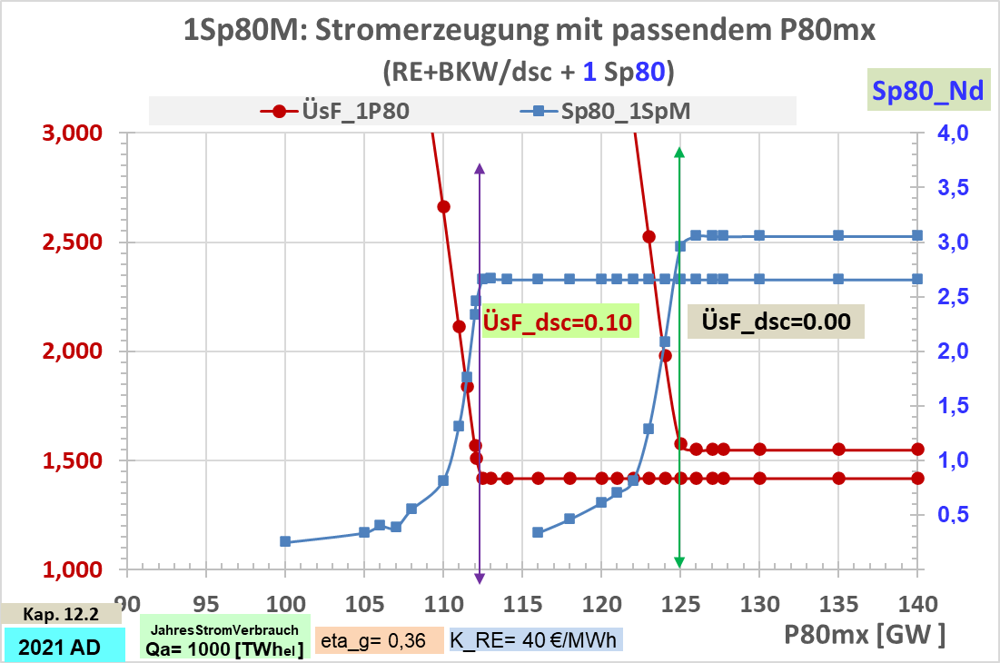 1Sp80M: Stromerzeugung mit passendem P80mx
(RE+BKW/dsc + 1 Sp80)
Sp80_Nd
ÜsF_1P80 Sp80_1SpM
3,000 4,0
3,5
2,500 3,0
2,5
ÜsF_dsc=0.10 ÜsF_dsc=0.00
2,000 2,0
1,5
1,500 1,0
0,5
1,000
90 95 100 105 110 115 120 125 130 135 140
P80mx [GW ]
Kap. 12.2
2021 AD
JahresStromVerbrauch
Qa= 1000 [TWhel]
eta_g= 0,36
K_RE= 40 €/MWh